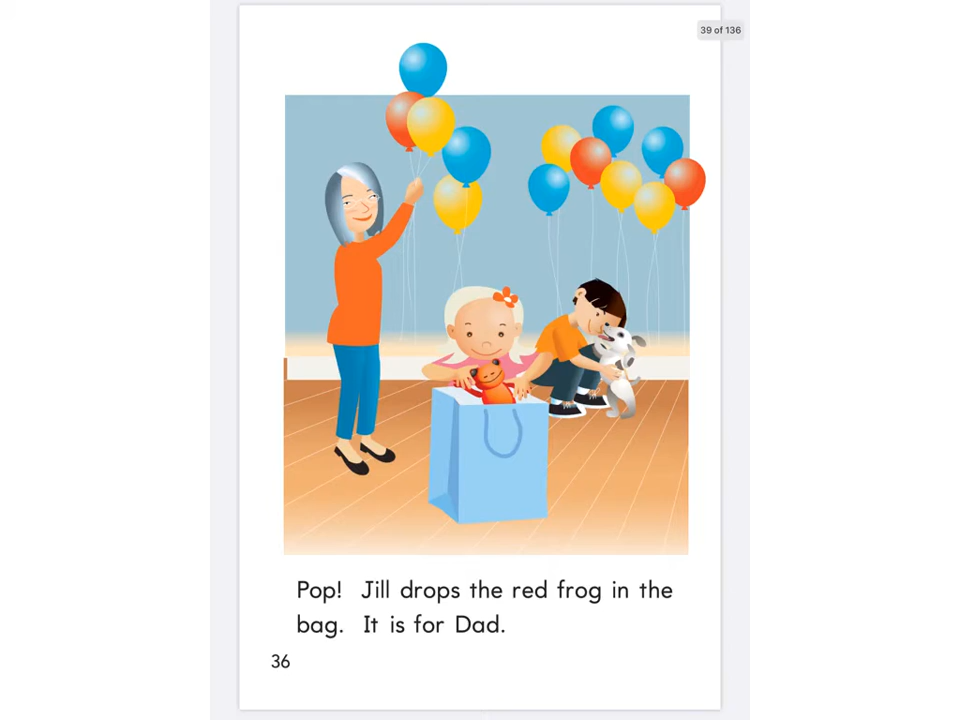 39 of 136
Pop! Jill drops the red frog in the
bag. It is for Dad.
36